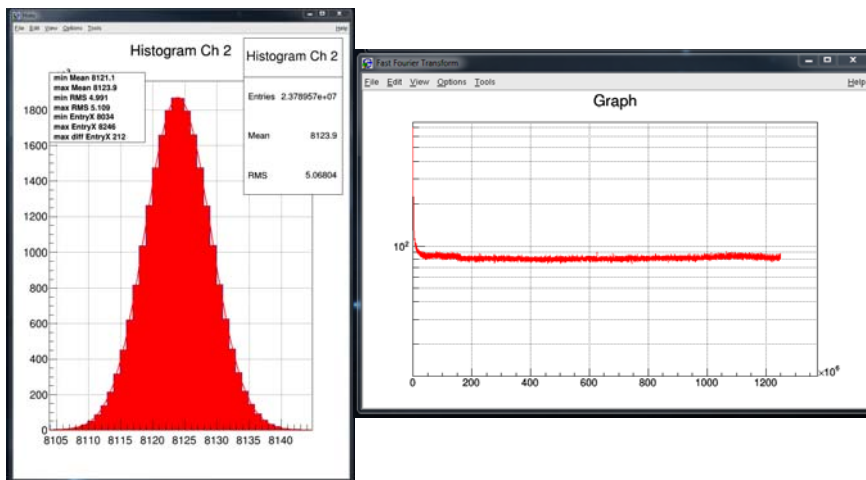 File Edit View Options Tools Help
Histogram Ch 2
Histogram Ch 2
Entries 2.378957e+07
Mean 8123.9
RMS 5.06804
min Mean 8121.1
max Mean 8123.9
min RMS 4.991
max RMS 5.109
min EntryX 8034
max EntryX 8246
max diff EntryX 212
1800
1600
1400
1200
1000
800
600
400
200
0
8105 8110 8115 8120 8125 8130 8135 8140
Fast Fourier Transform
File Edit View Options Tools Help
Graph
10²
0 200 400 600 800 1000 1200 ×10⁶